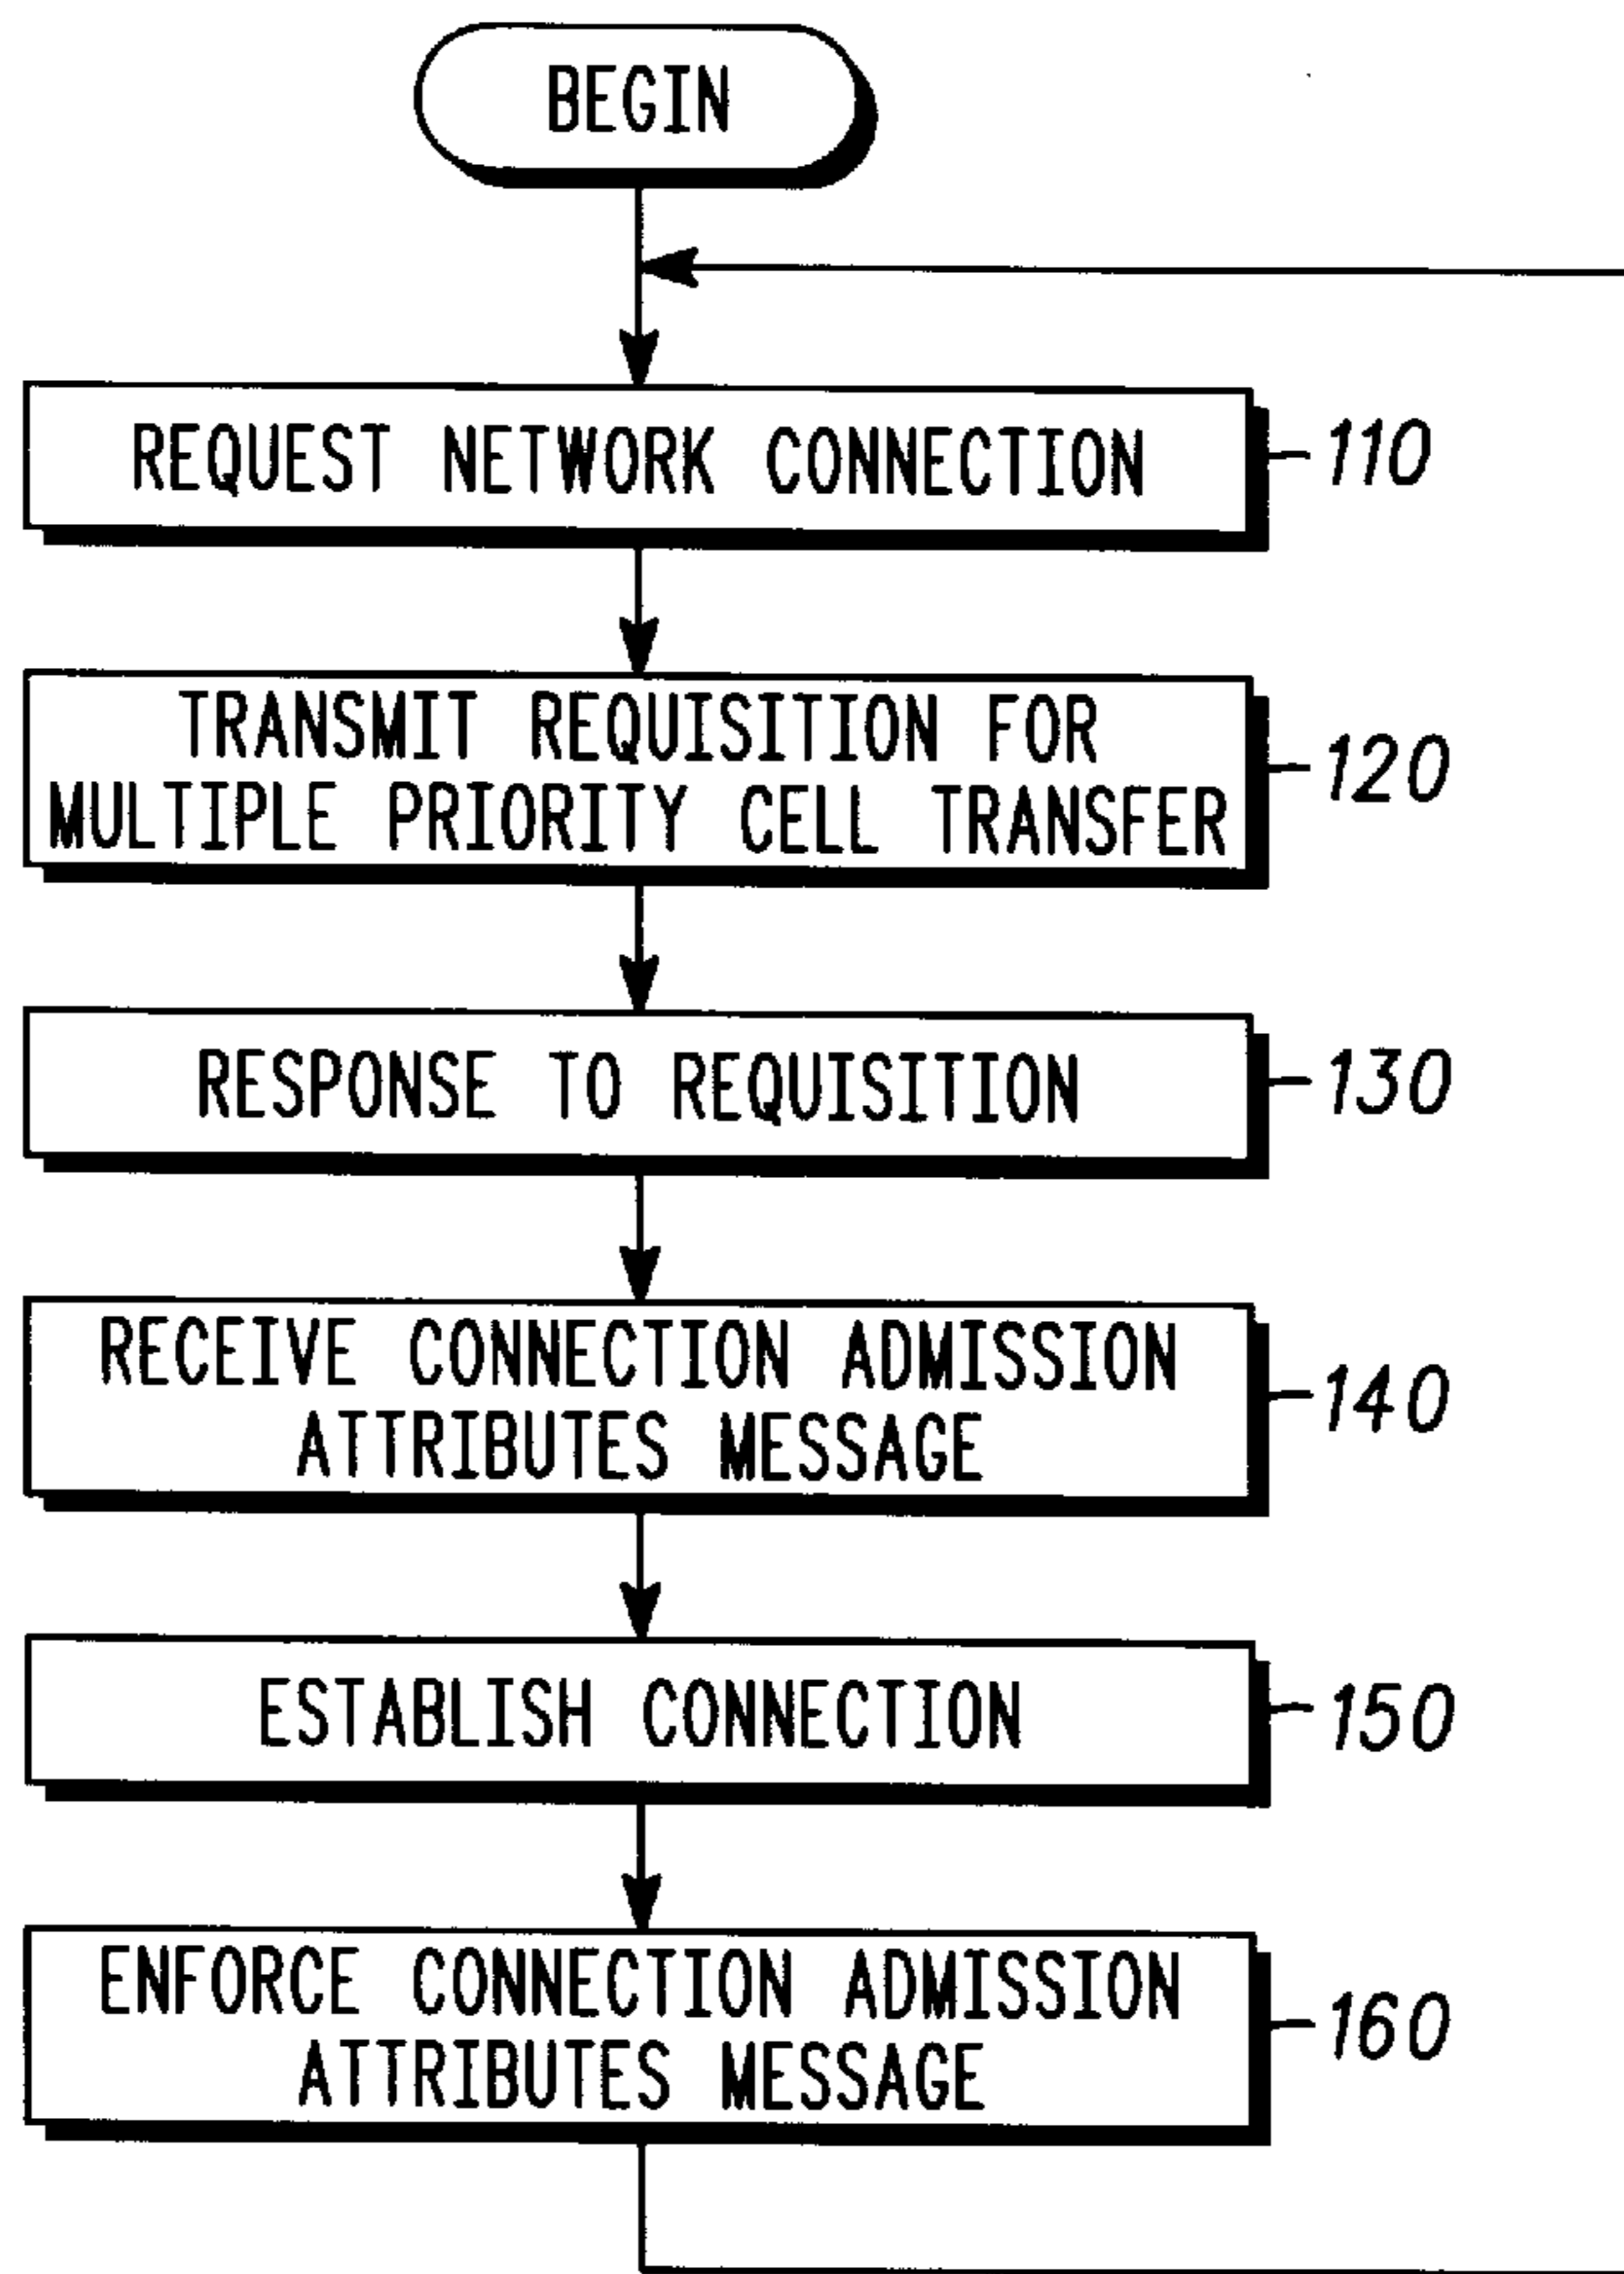 BEGIN
REQUEST NETWORK CONNECTION
110
TRANSMIT REQUISITION FOR
MULTIPLE PRIORITY CELL TRANSFER
120
RESPONSE TO REQUISITION
130
RECEIVE CONNECTION ADMISSION
ATTRIBUTES MESSAGE
140
ESTABLISH CONNECTION
150
ENFORCE CONNECTION ADMISSION
ATTRIBUTES MESSAGE
160